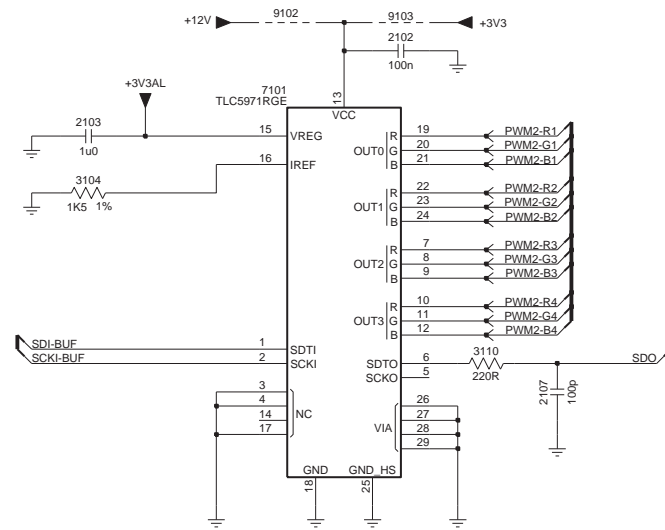 +12V
9102
9103
+3V3
2102
100n
+3V3AL
7101
TLC5971RGE
13
VCC
2103
1u0
15
VREG
16
IREF
3104
1K5 1%
OUT0
R
G
B
19
20
21
PWM2-R1
PWM2-G1
PWM2-B1
OUT1
R
G
B
22
23
24
PWM2-R2
PWM2-G2
PWM2-B2
OUT2
R
G
B
7
8
9
PWM2-R3
PWM2-G3
PWM2-B3
OUT3
R
G
B
10
11
12
PWM2-R4
PWM2-G4
PWM2-B4
SDI-BUF
1
SDTI
SCKI-BUF
2
SCKI
SDTO
6
3110
220R
SDO
SCKO
5
2107
100p
3
4
14
17
NC
VIA
26
27
28
29
GND
GND_HS
18
25